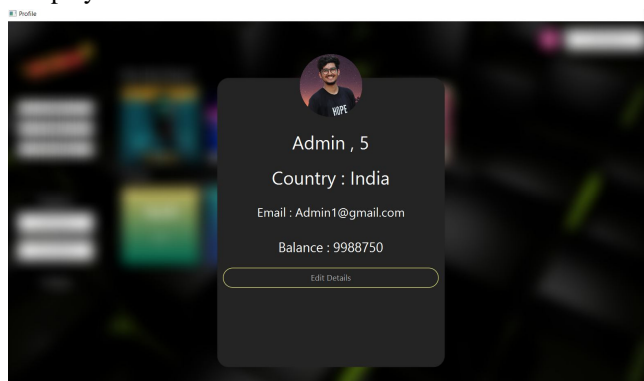 Profile
HOPE
Admin , 5
Country : India
Email : Admin1@gmail.com
Balance : 9988750
Edit Details